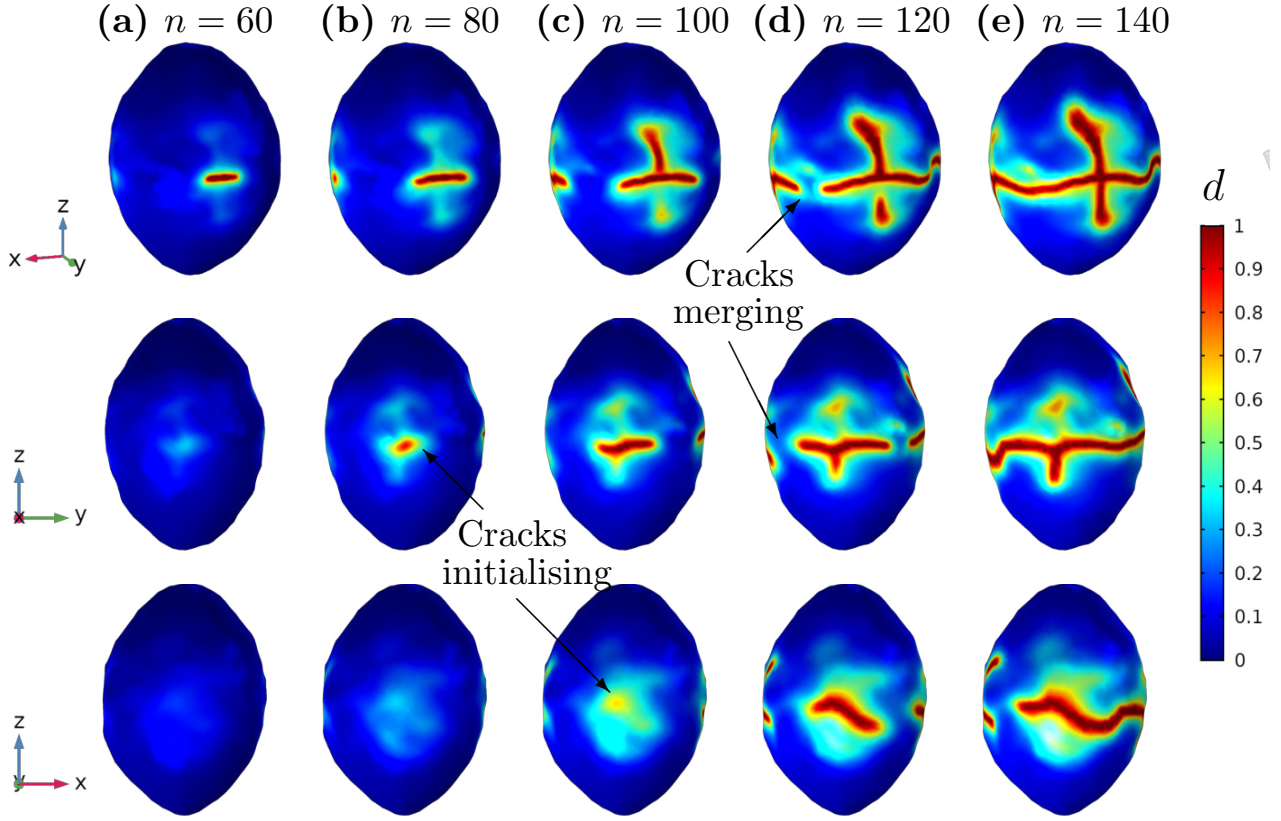 (a) n = 60 (b) n = 80 (c) n = 100 (d) n = 120 (e) n = 140
d
z
x
y
Cracks
merging
1
0.9
0.8
0.7
0.6
0.5
0.4
0.3
0.2
0.1
0
z
x
y
Cracks
initialising
z
y
x